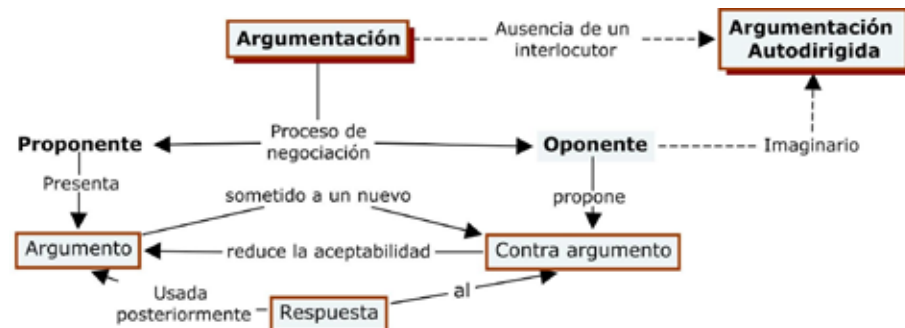 Argumentación
Ausencia de un
interlocutor
Argumentación
Autodirigida
Proponente
Proceso de
negociación
Oponente
Imaginario
Presenta
sometido a un nuevo
propone
Argumento
reduce la aceptabilidad
Contra argumento
Usada
posteriormente
Respuesta
al